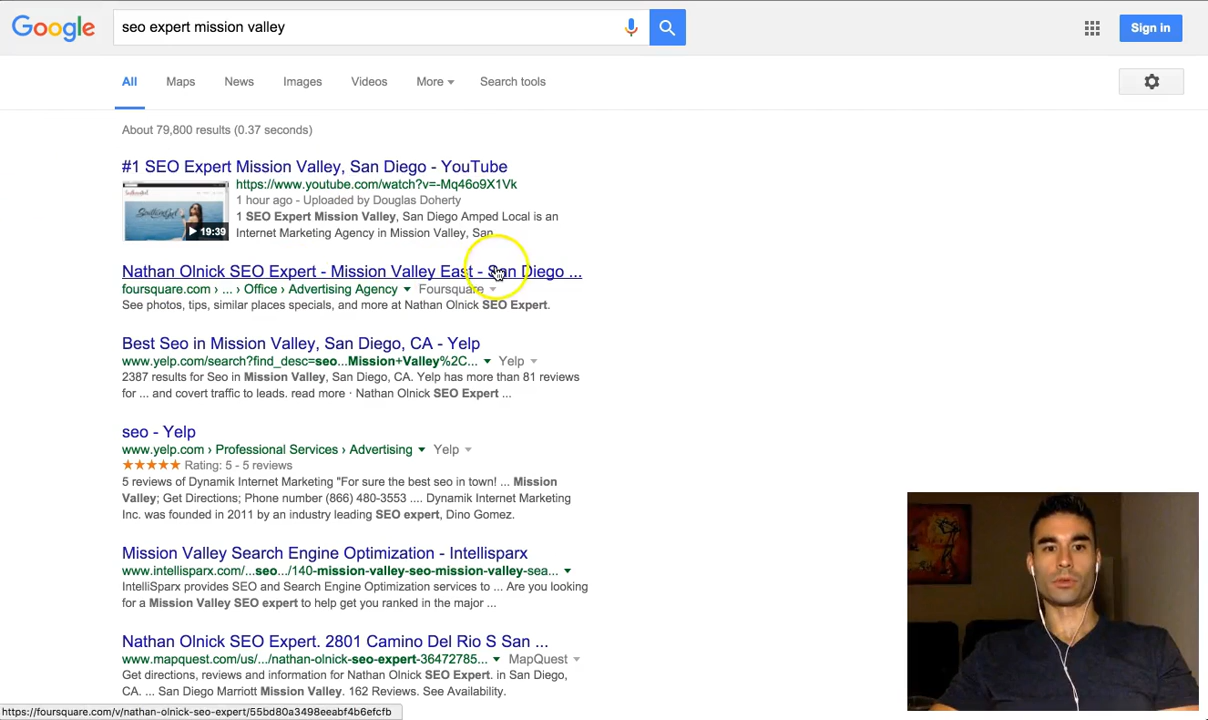 Google
seo expert mission valley
Sign in
All Maps News Images Videos More Search tools
About 79,800 results (0.37 seconds)
#1 SEO Expert Mission Valley, San Diego - YouTube
https://www.youtube.com/watch?v=-Mq46o9X1Vk
1 hour ago - Uploaded by Douglas Doherty
1 SEO Expert Mission Valley, San Diego Amped Local is an
Internet Marketing Agency in Mission Valley, San
19:39
Nathan Olnick SEO Expert - Mission Valley East - San Diego ...
foursquare.com › ... › Office › Advertising Agency Foursquare
See photos, tips, similar places specials, and more at Nathan Olnick SEO Expert.
Best Seo in Mission Valley, San Diego, CA - Yelp
www.yelp.com/search?find_desc=seo...Mission+Valley%2C... Yelp
2387 results for Seo in Mission Valley, San Diego, CA. Yelp has more than 81 reviews
for ... and covert traffic to leads. read more · Nathan Olnick SEO Expert ...
seo - Yelp
www.yelp.com › Professional Services › Advertising Yelp
Rating: 5 - 5 reviews
5 reviews of Dynamik Internet Marketing "For sure the best seo in town! ... Mission
Valley; Get Directions; Phone number (866) 480-3553 .... Dynamik Internet Marketing
Inc. was founded in 2011 by an industry leading SEO expert, Dino Gomez.
Mission Valley Search Engine Optimization - Intellisparx
www.intellisparx.com/...seo.../140-mission-valley-seo-mission-valley-sea...
IntelliSparx provides SEO and Search Engine Optimization services to ... Are you looking
for a Mission Valley SEO expert to help get you ranked in the major ...
Nathan Olnick SEO Expert. 2801 Camino Del Rio S San ...
www.mapquest.com/us/.../nathan-olnick-seo-expert-36472785... MapQuest
Get directions, reviews and information for Nathan Olnick SEO Expert. in San Diego,
CA. ... San Diego Marriott Mission Valley. 162 Reviews. See Availability.
https://foursquare.com/v/nathan-olnick-seo-expert/55bd80a3498eeabf4b6efcfb